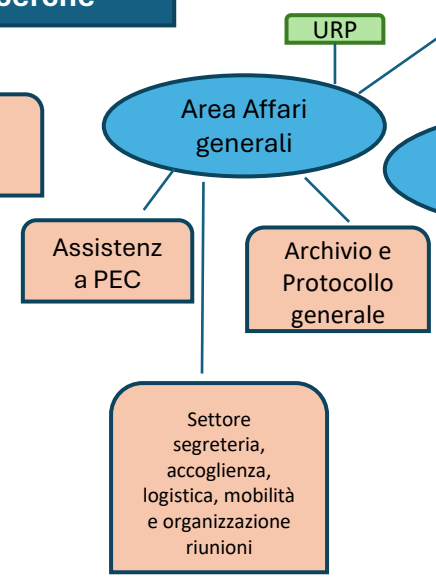 URP
Area Affari
generali
Assistenz
a PEC
Archivio e
Protocollo
generale
Settore
segreteria,
accoglienza,
logistica, mobilità
e organizzazione
riunioni